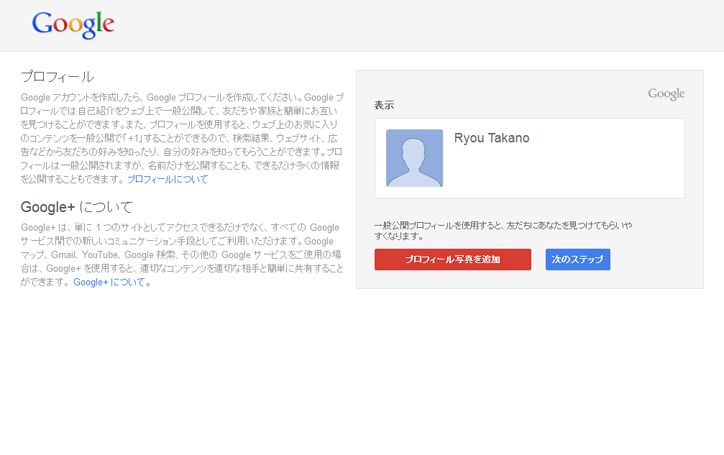 Google
プロフィール
Google アカウントを作成したら、Google プロフィールを作成してください。Google プ
ロフィールでは自己紹介をウェブ上で一般公開して、友だちや家族と簡単にお互い
を見つけることができます。また、プロフィールを使用すると、ウェブ上のお気に入り
のコンテンツを一般公開で「+1」することができるので、検索結果、ウェブサイト、広
告などから友だちの好みを知ったり、自分の好みを知ってもらうことができます。プロ
フィールは一般公開されますが、名前だけを公開することも、できるだけ多くの情報
を公開することもできます。 プロフィールについて
Google+ について
Google+ は、単に 1 つのサイトとしてアクセスできるだけでなく、すべての Google
サービス間での新しいコミュニケーション手段としてご利用いただけます。Google
マップ、Gmail、YouTube、Google 検索、その他の Google サービスをご使用の場
合は、Google+ を使用すると、適切なコンテンツを適切な相手と簡単に共有すること
ができます。 Google+ について。
Google
表示
Ryou Takano
一般公開プロフィールを使用すると、友だちにあなたを見つけてもらいや
すくなります。
プロフィール写真を追加
次のステップ